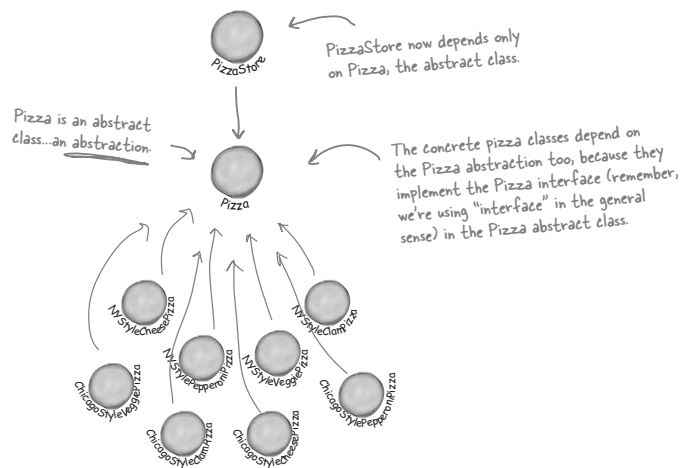 PizzaStore
PizzaStore now depends only
on Pizza, the abstract class.
Pizza is an abstract
class...an abstraction.
Pizza
The concrete pizza classes depend on
the Pizza abstraction too, because they
implement the Pizza interface (remember,
we're using "interface" in the general
sense) in the Pizza abstract class.
NYStyleCheesePizza
NYStyleClamPizza
NYStylePepperoniPizza
NYStyleVeggiePizza
ChicagoStyleVeggiePizza
ChicagoStylePepperoniPizza
ChicagoStyleClamPizza
ChicagoStyleCheesePizza